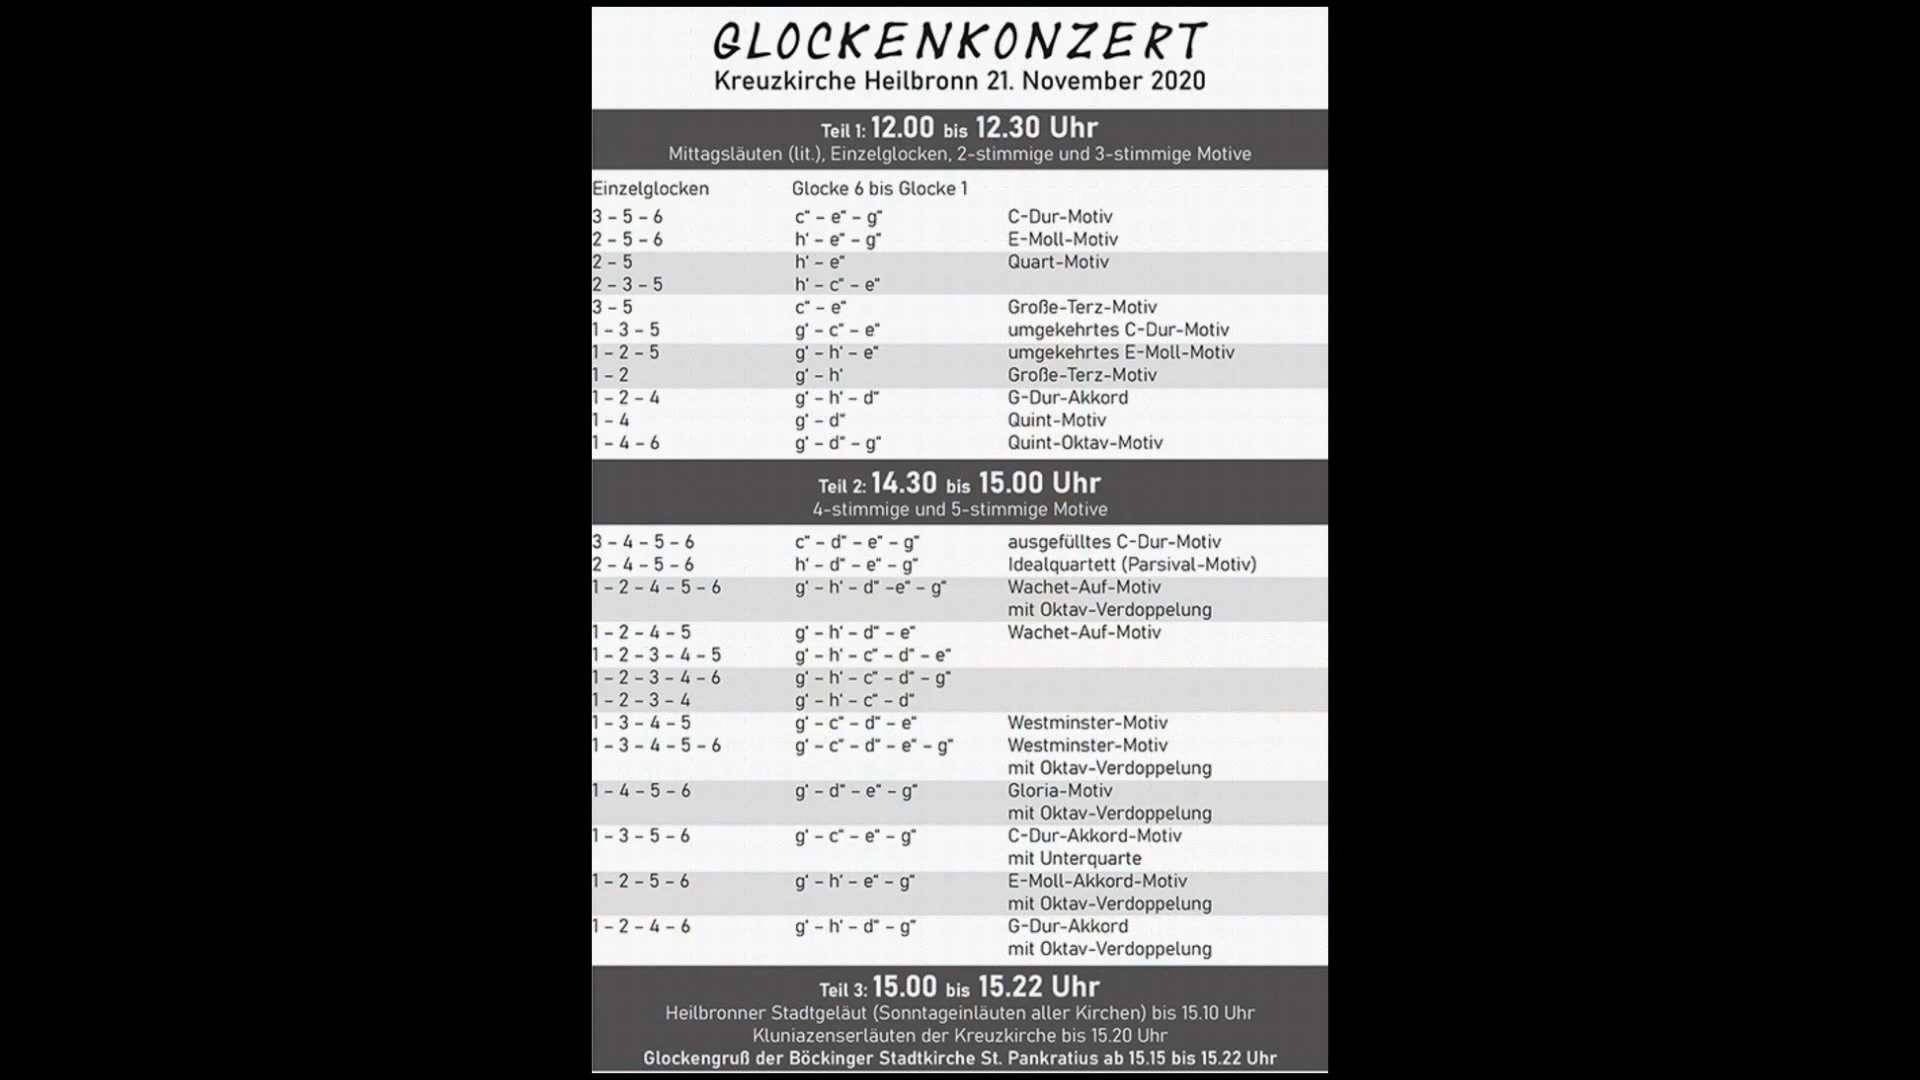 GLOCKENKONZERT
Kreuzkirche Heilbronn 21. November 2020
Teil 1: 12.00 bis 12.30 Uhr
Mittagsläuten (lit.), Einzelglocken, 2-stimmige und 3-stimmige Motive
Einzelglocken Glocke 6 bis Glocke 1
3 – 5 – 6 c“ – e“ – g“ C-Dur-Motiv
2 – 5 – 6 h‘ – e“ – g“ E-Moll-Motiv
2 – 5 h‘ – e“ Quart-Motiv
2 – 3 – 5 h‘ – c“ – e“
3 – 5 c“ – e“ Große-Terz-Motiv
1 – 3 – 5 g‘ – c“ – e“ umgekehrtes C-Dur-Motiv
1 – 2 – 5 g‘ – h‘ – e“ umgekehrtes E-Moll-Motiv
1 – 2 g‘ – h‘ Große-Terz-Motiv
1 – 2 – 4 g‘ – h‘ – d“ G-Dur-Akkord
1 – 4 g‘ – d“ Quint-Motiv
1 – 4 – 6 g‘ – d“ – g“ Quint-Oktav-Motiv
Teil 2: 14.30 bis 15.00 Uhr
4-stimmige und 5-stimmige Motive
3 – 4 – 5 – 6 c“ – d“ – e“ – g“ ausgefülltes C-Dur-Motiv
2 – 4 – 5 – 6 h‘ – d“ – e“ – g“ Idealquartett (Parsival-Motiv)
1 – 2 – 4 – 5 – 6 g‘ – h‘ – d“ –e“ – g“ Wachet-Auf-Motiv
mit Oktav-Verdoppelung
1 – 2 – 4 – 5 g‘ – h‘ – d“ – e“ Wachet-Auf-Motiv
1 – 2 – 3 – 4 – 5 g‘ – h‘ – c“ – d“ – e“
1 – 2 – 3 – 4 – 6 g‘ – h‘ – c“ – d“ – g“
1 – 2 – 3 – 4 g‘ – h‘ – c“ – d“
1 – 3 – 4 – 5 g‘ – c“ – d“ – e“ Westminster-Motiv
1 – 3 – 4 – 5 – 6 g‘ – c“ – d“ – e“ – g“ Westminster-Motiv
mit Oktav-Verdoppelung
1 – 4 – 5 – 6 g‘ – d“ – e“ – g“ Gloria-Motiv
mit Oktav-Verdoppelung
1 – 3 – 5 – 6 g‘ – c“ – e“ – g“ C-Dur-Akkord-Motiv
mit Unterquarte
1 – 2 – 5 – 6 g‘ – h‘ – e“ – g“ E-Moll-Akkord-Motiv
mit Oktav-Verdoppelung
1 – 2 – 4 – 6 g‘ – h‘ – d“ – g“ G-Dur-Akkord
mit Oktav-Verdoppelung
Teil 3: 15.00 bis 15.22 Uhr
Heilbronner Stadtgeläut (Sonntageinläuten aller Kirchen) bis 15.10 Uhr
Kluniazenserläuten der Kreuzkirche bis 15.20 Uhr
Glockengruß der Böckinger Stadtkirche St. Pankratius ab 15.15 bis 15.22 Uhr